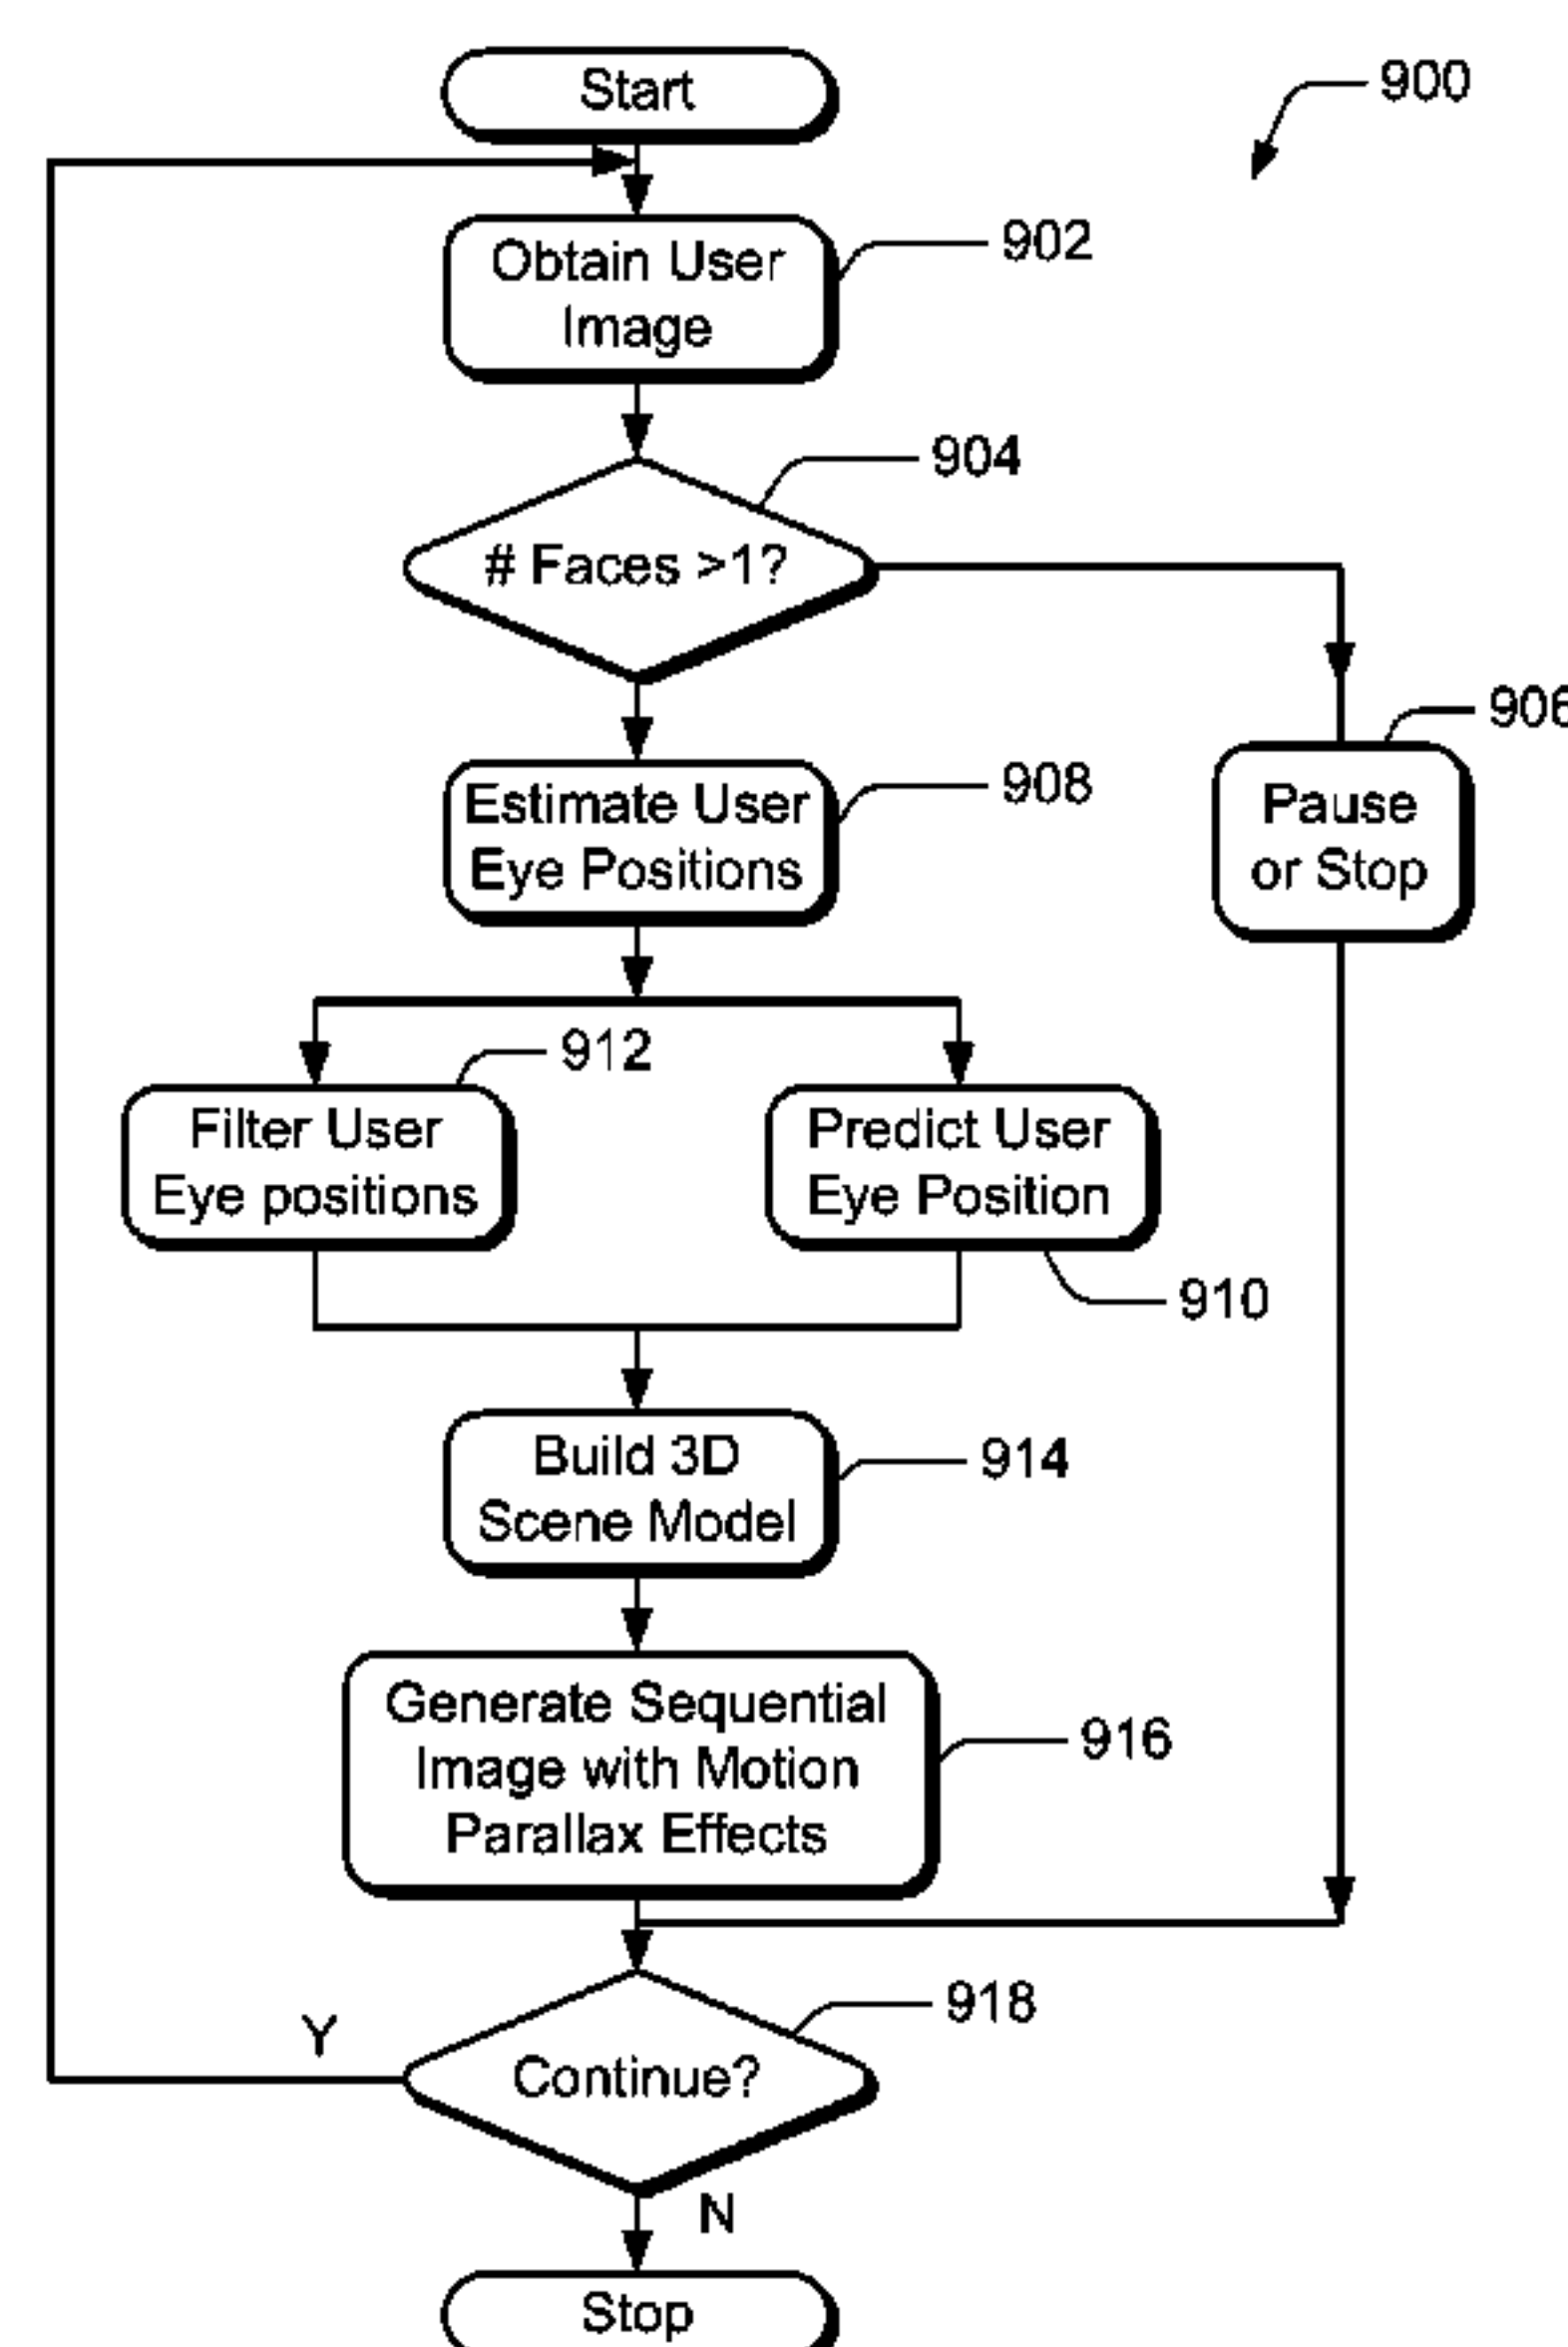 Start
900
Obtain User
Image
902
904
# Faces >1?
906
Pause
or Stop
Estimate User
Eye Positions
908
912
Filter User
Eye positions
Predict User
Eye Position
910
Build 3D
Scene Model
914
Generate Sequential
Image with Motion
Parallax Effects
916
918
Y
Continue?
N
Stop